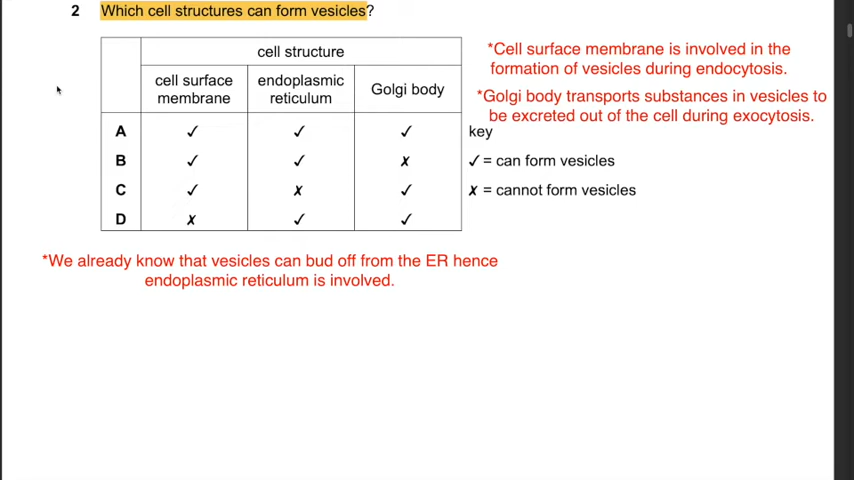 2 Which cell structures can form vesicles?
cell structure
cell surface membrane
endoplasmic reticulum
Golgi body
A ✓ ✓ ✓
B ✓ ✓ ✗
C ✓ ✗ ✓
D ✗ ✓ ✓
*Cell surface membrane is involved in the
formation of vesicles during endocytosis.
*Golgi body transports substances in vesicles to
be excreted out of the cell during exocytosis.
key
✓ = can form vesicles
✗ = cannot form vesicles
*We already know that vesicles can bud off from the ER hence
endoplasmic reticulum is involved.